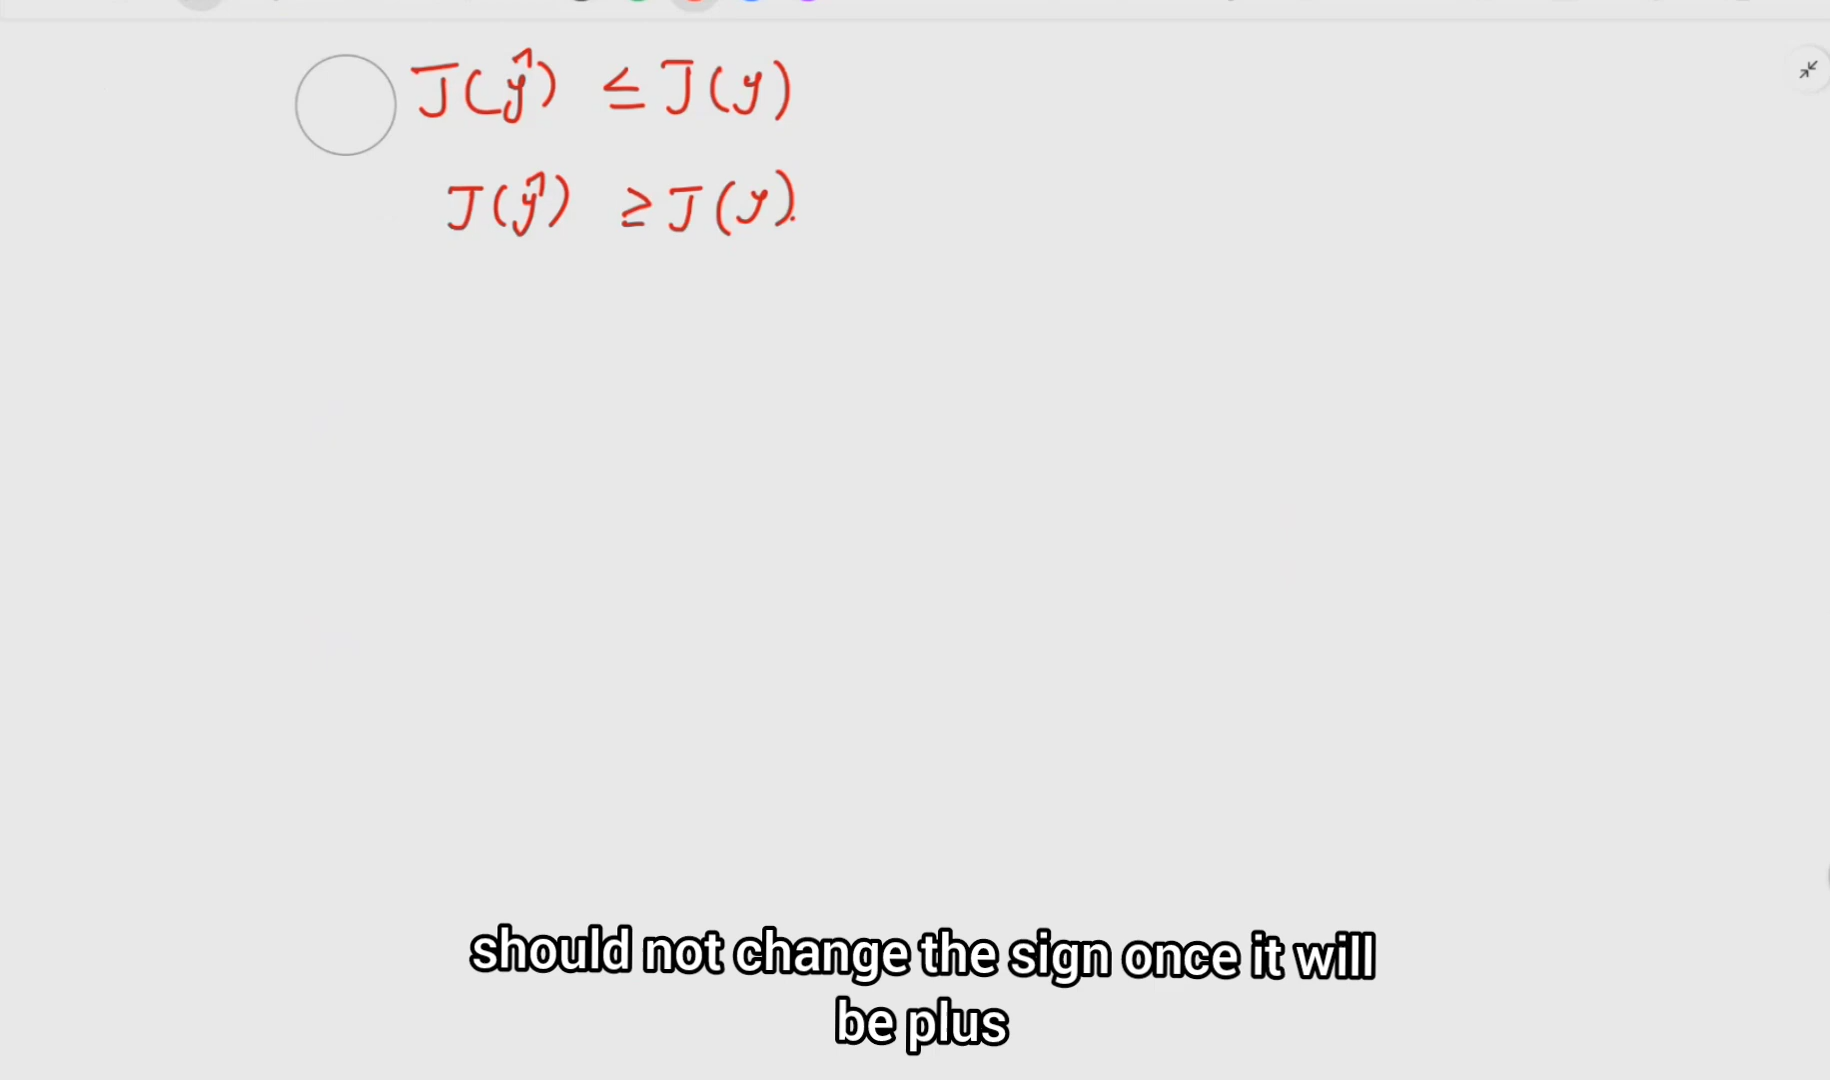 J(ŷ) ≤ J(y)
J(ŷ) ≥ J(y).
should not change the sign once it will
be plus